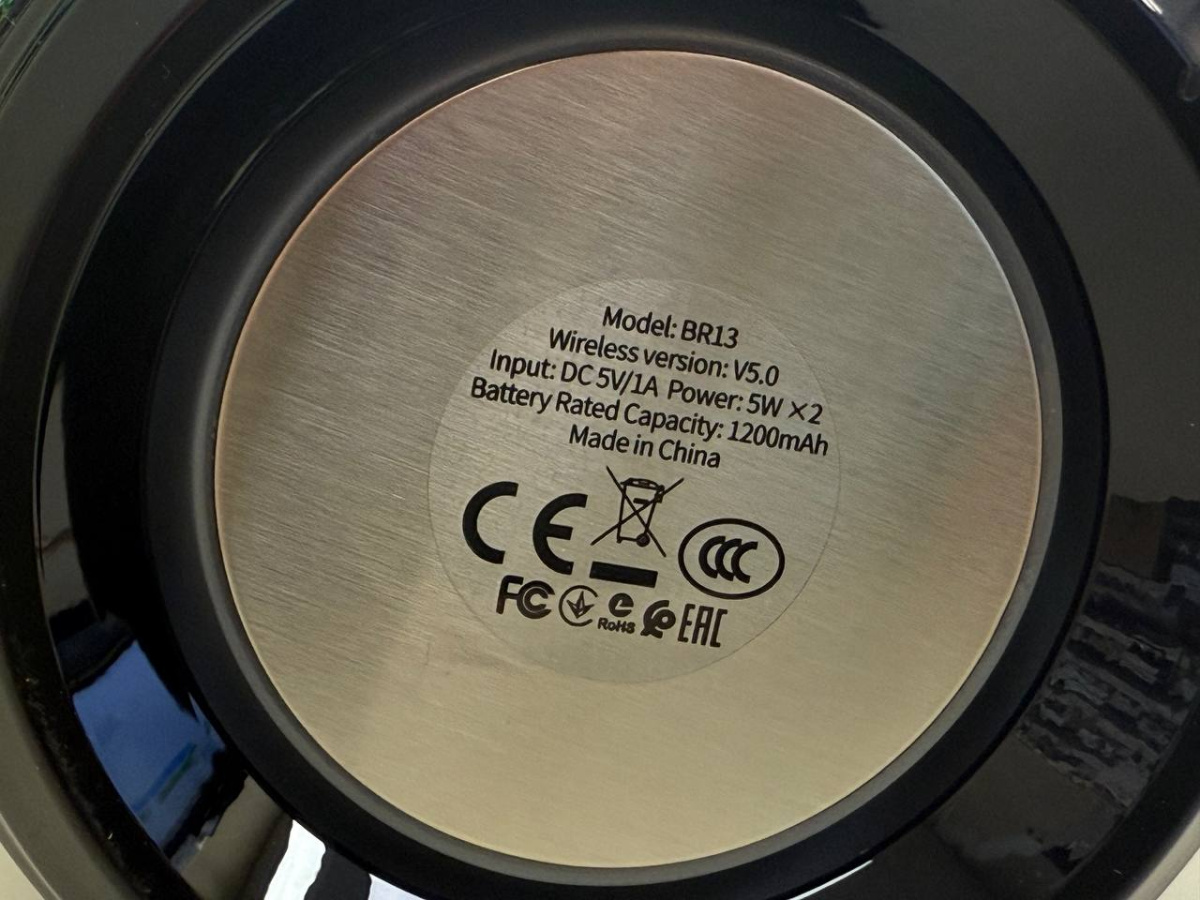 Model: BR13
Wireless version: V5.0
Input: DC 5V/1A Power: 5W ×2
Battery Rated Capacity: 1200mAh
Made in China
CE CCC
FC RoHS EAC